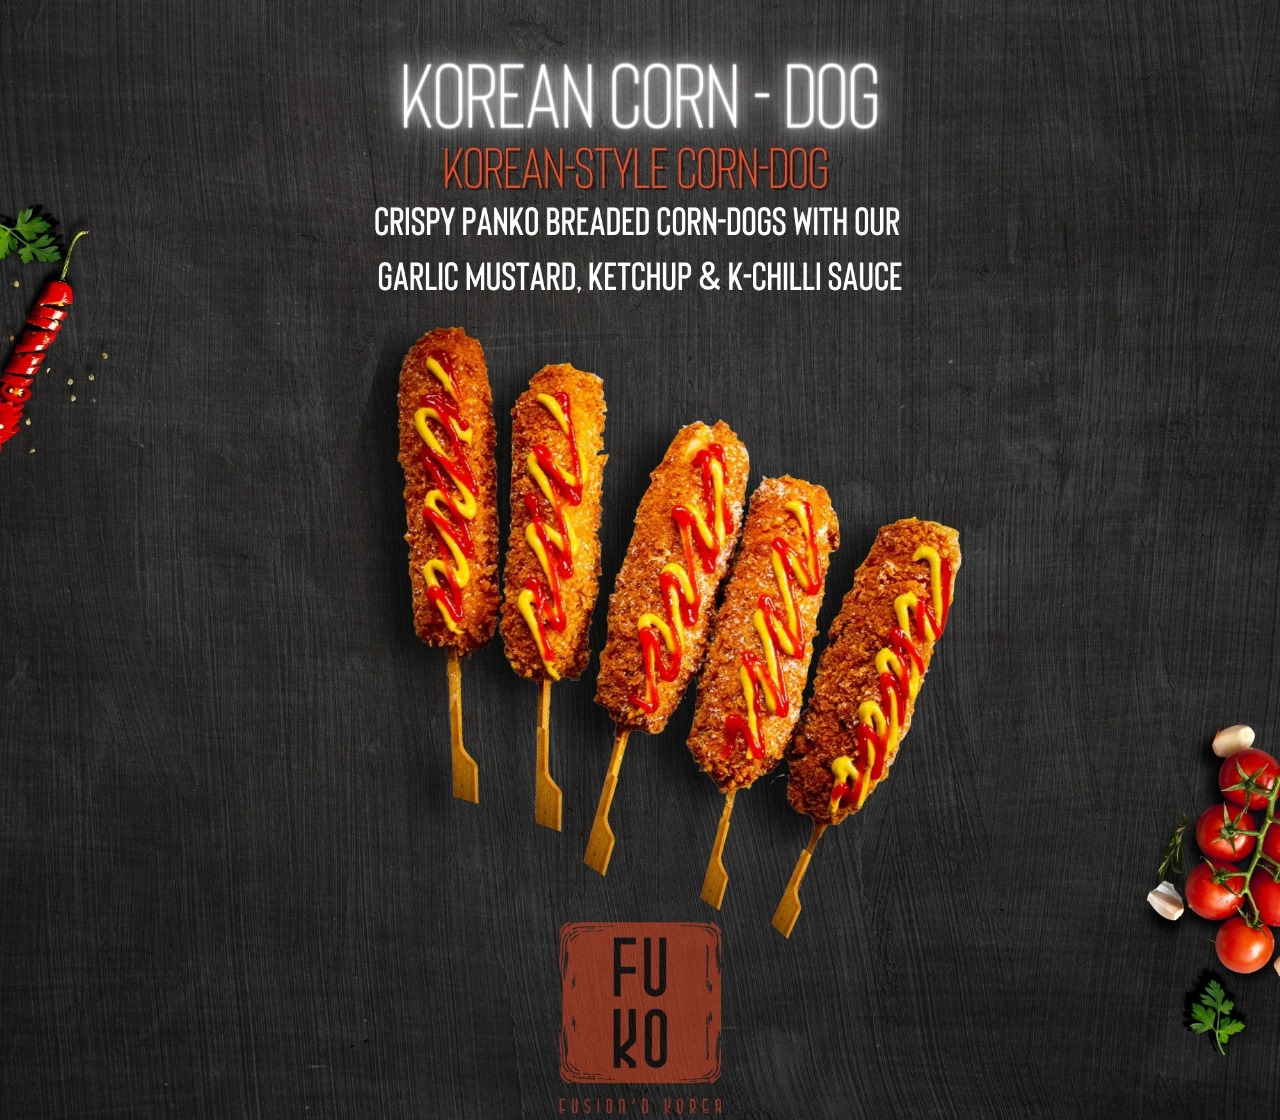 KOREAN CORN - DOG
KOREAN-STYLE CORN-DOG
CRISPY PANKO BREADED CORN-DOGS WITH OUR
GARLIC MUSTARD, KETCHUP & K-CHILLI SAUCE
FU
KO
FUSION'D KOREA